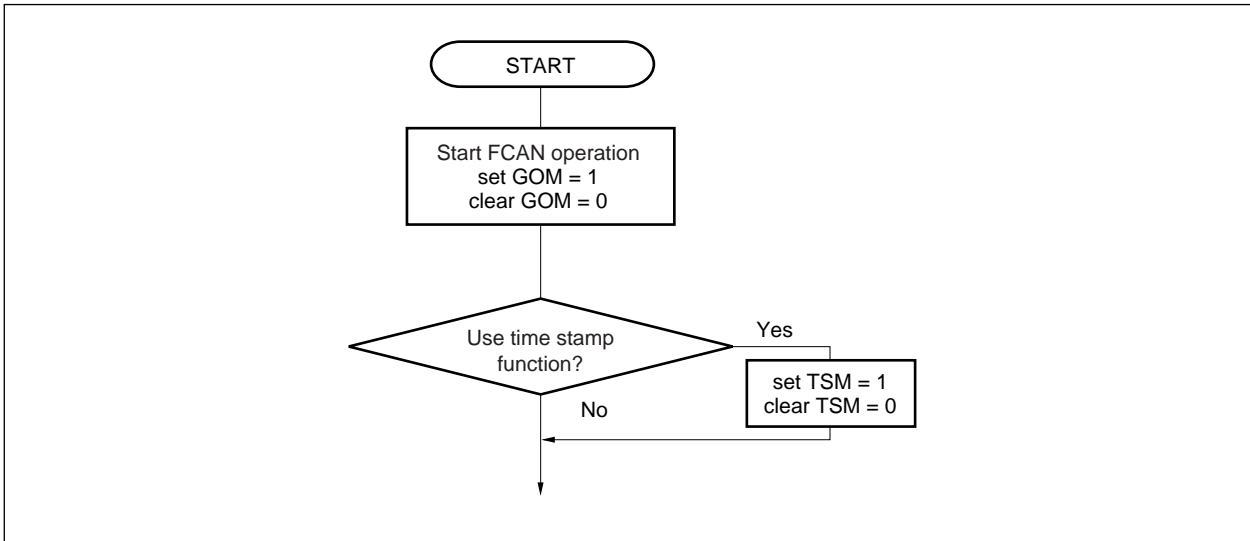 START
Start FCAN operation
set GOM = 1
clear GOM = 0
Use time stamp
function?
Yes
set TSM = 1
clear TSM = 0
No